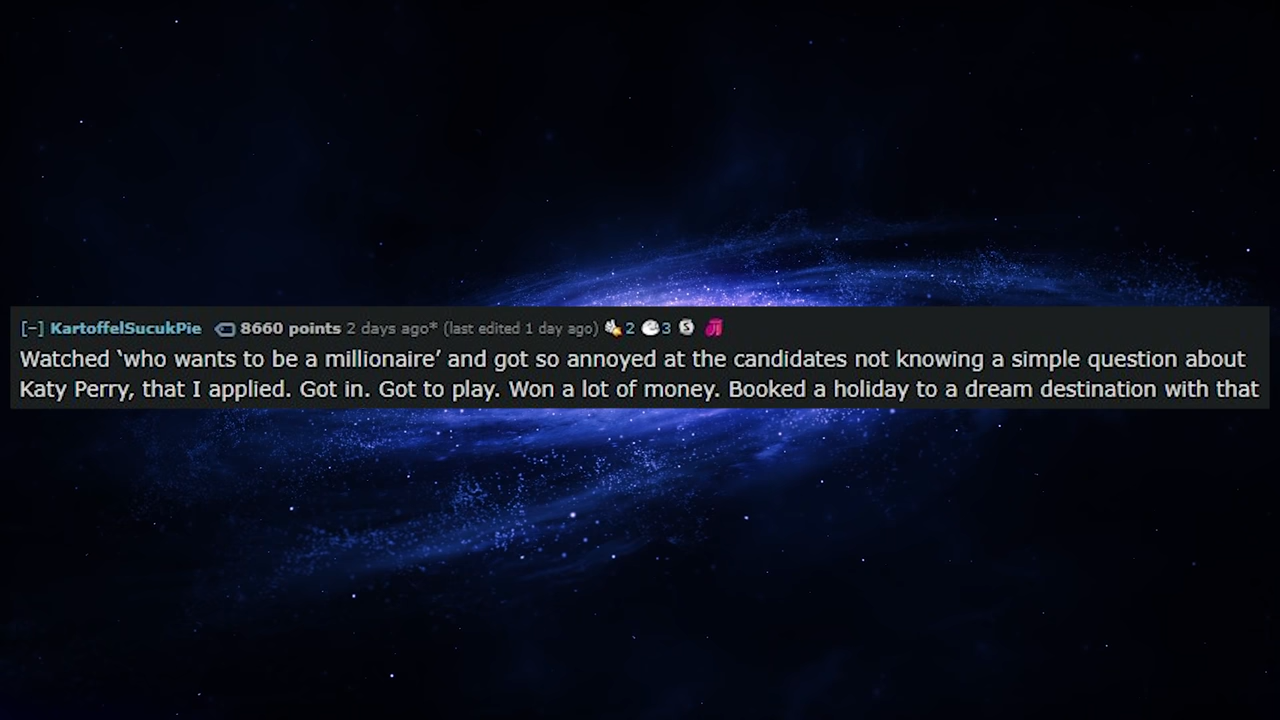 [–] KartoffelSucukPie 8660 points 2 days ago* (last edited 1 day ago) 2 3 S
Watched ‘who wants to be a millionaire’ and got so annoyed at the candidates not knowing a simple question about
Katy Perry, that I applied. Got in. Got to play. Won a lot of money. Booked a holiday to a dream destination with that